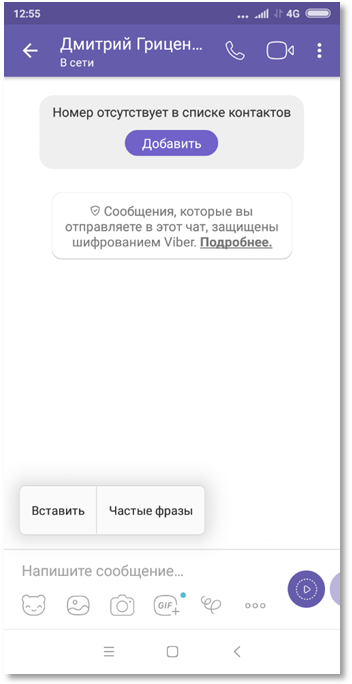 12:55
4G
Дмитрий Грицен...
В сети
Номер отсутствует в списке контактов
Добавить
Сообщения, которые вы
отправляете в этот чат, защищены
шифрованием Viber. Подробнее.
Вставить
Частые фразы
Напишите сообщение...
GIF